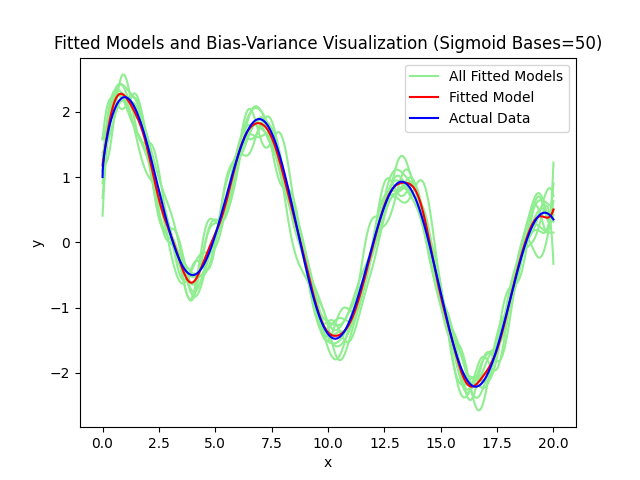 Fitted Models and Bias-Variance Visualization (Sigmoid Bases=50)
All Fitted Models
Fitted Model
Actual Data
y
2
1
0
−1
−2
0.0 2.5 5.0 7.5 10.0 12.5 15.0 17.5 20.0
x